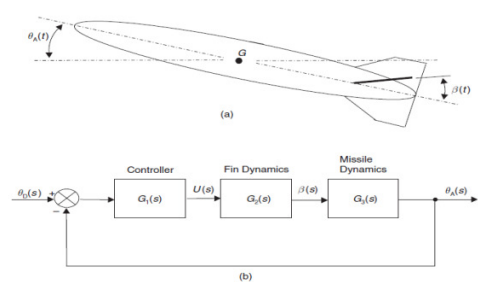 θA(t)
G
β(t)
(a)
Controller
Fin Dynamics
Missile
Dynamics
θD(s) + U(s) β(s) θA(s)
G1(s) G2(s) G3(s)
−
(b)